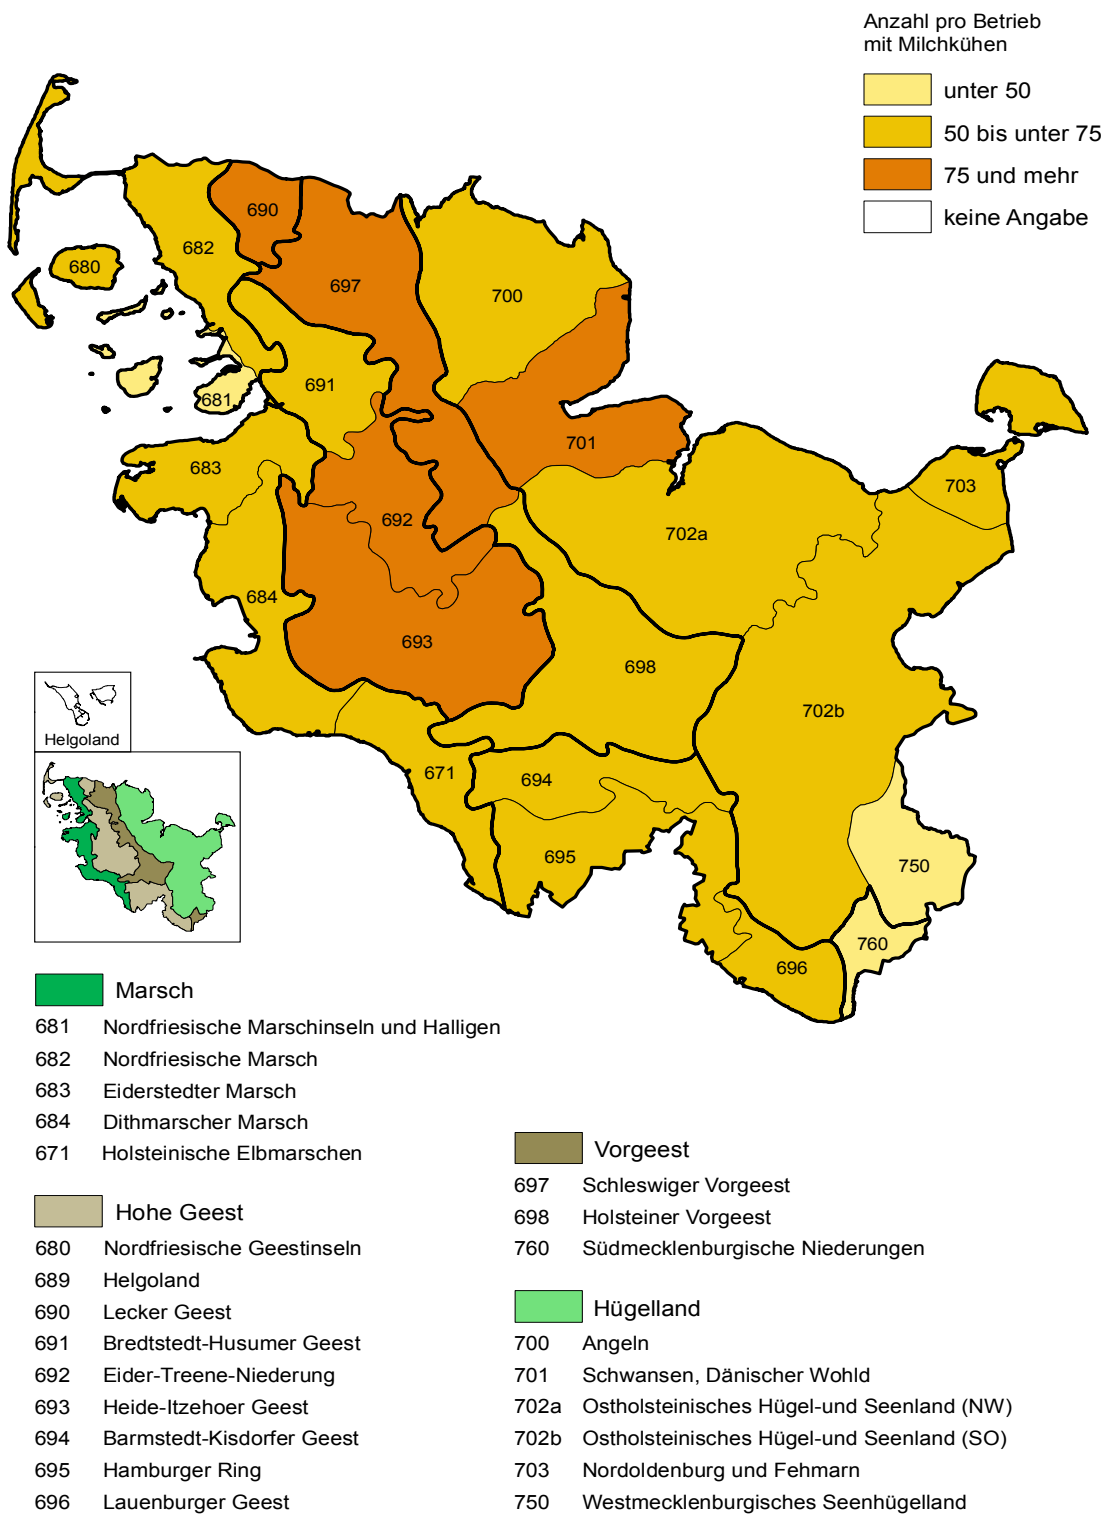 Anzahl pro Betrieb
mit Milchkühen
unter 50
50 bis unter 75
75 und mehr
keine Angabe
690
682
680
697
700
691
681
701
683
703
692
702a
684
693
698
702b
Helgoland
671
694
695
750
760
696
Marsch
681 Nordfriesische Marschinseln und Halligen
682 Nordfriesische Marsch
683 Eiderstedter Marsch
684 Dithmarscher Marsch
671 Holsteinische Elbmarschen
Hohe Geest
680 Nordfriesische Geestinseln
689 Helgoland
690 Lecker Geest
691 Bredtstedt-Husumer Geest
692 Eider-Treene-Niederung
693 Heide-Itzehoer Geest
694 Barmstedt-Kisdorfer Geest
695 Hamburger Ring
696 Lauenburger Geest
Vorgeest
697 Schleswiger Vorgeest
698 Holsteiner Vorgeest
760 Südmecklenburgische Niederungen
Hügelland
700 Angeln
701 Schwansen, Dänischer Wohld
702a Ostholsteinisches Hügel-und Seenland (NW)
702b Ostholsteinisches Hügel-und Seenland (SO)
703 Nordoldenburg und Fehmarn
750 Westmecklenburgisches Seenhügelland